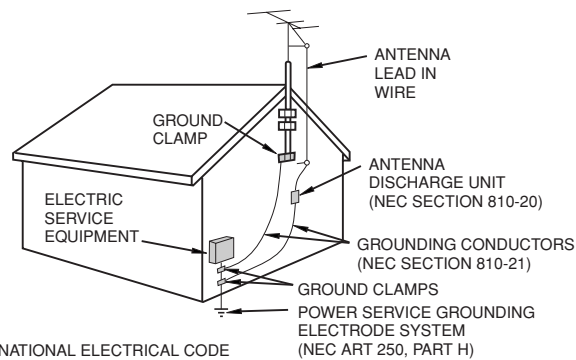 ANTENNA
LEAD IN
WIRE
GROUND
CLAMP
ANTENNA
DISCHARGE UNIT
(NEC SECTION 810-20)
ELECTRIC
SERVICE
EQUIPMENT
GROUNDING CONDUCTORS
(NEC SECTION 810-21)
GROUND CLAMPS
POWER SERVICE GROUNDING
ELECTRODE SYSTEM
(NEC ART 250, PART H)
NATIONAL ELECTRICAL CODE